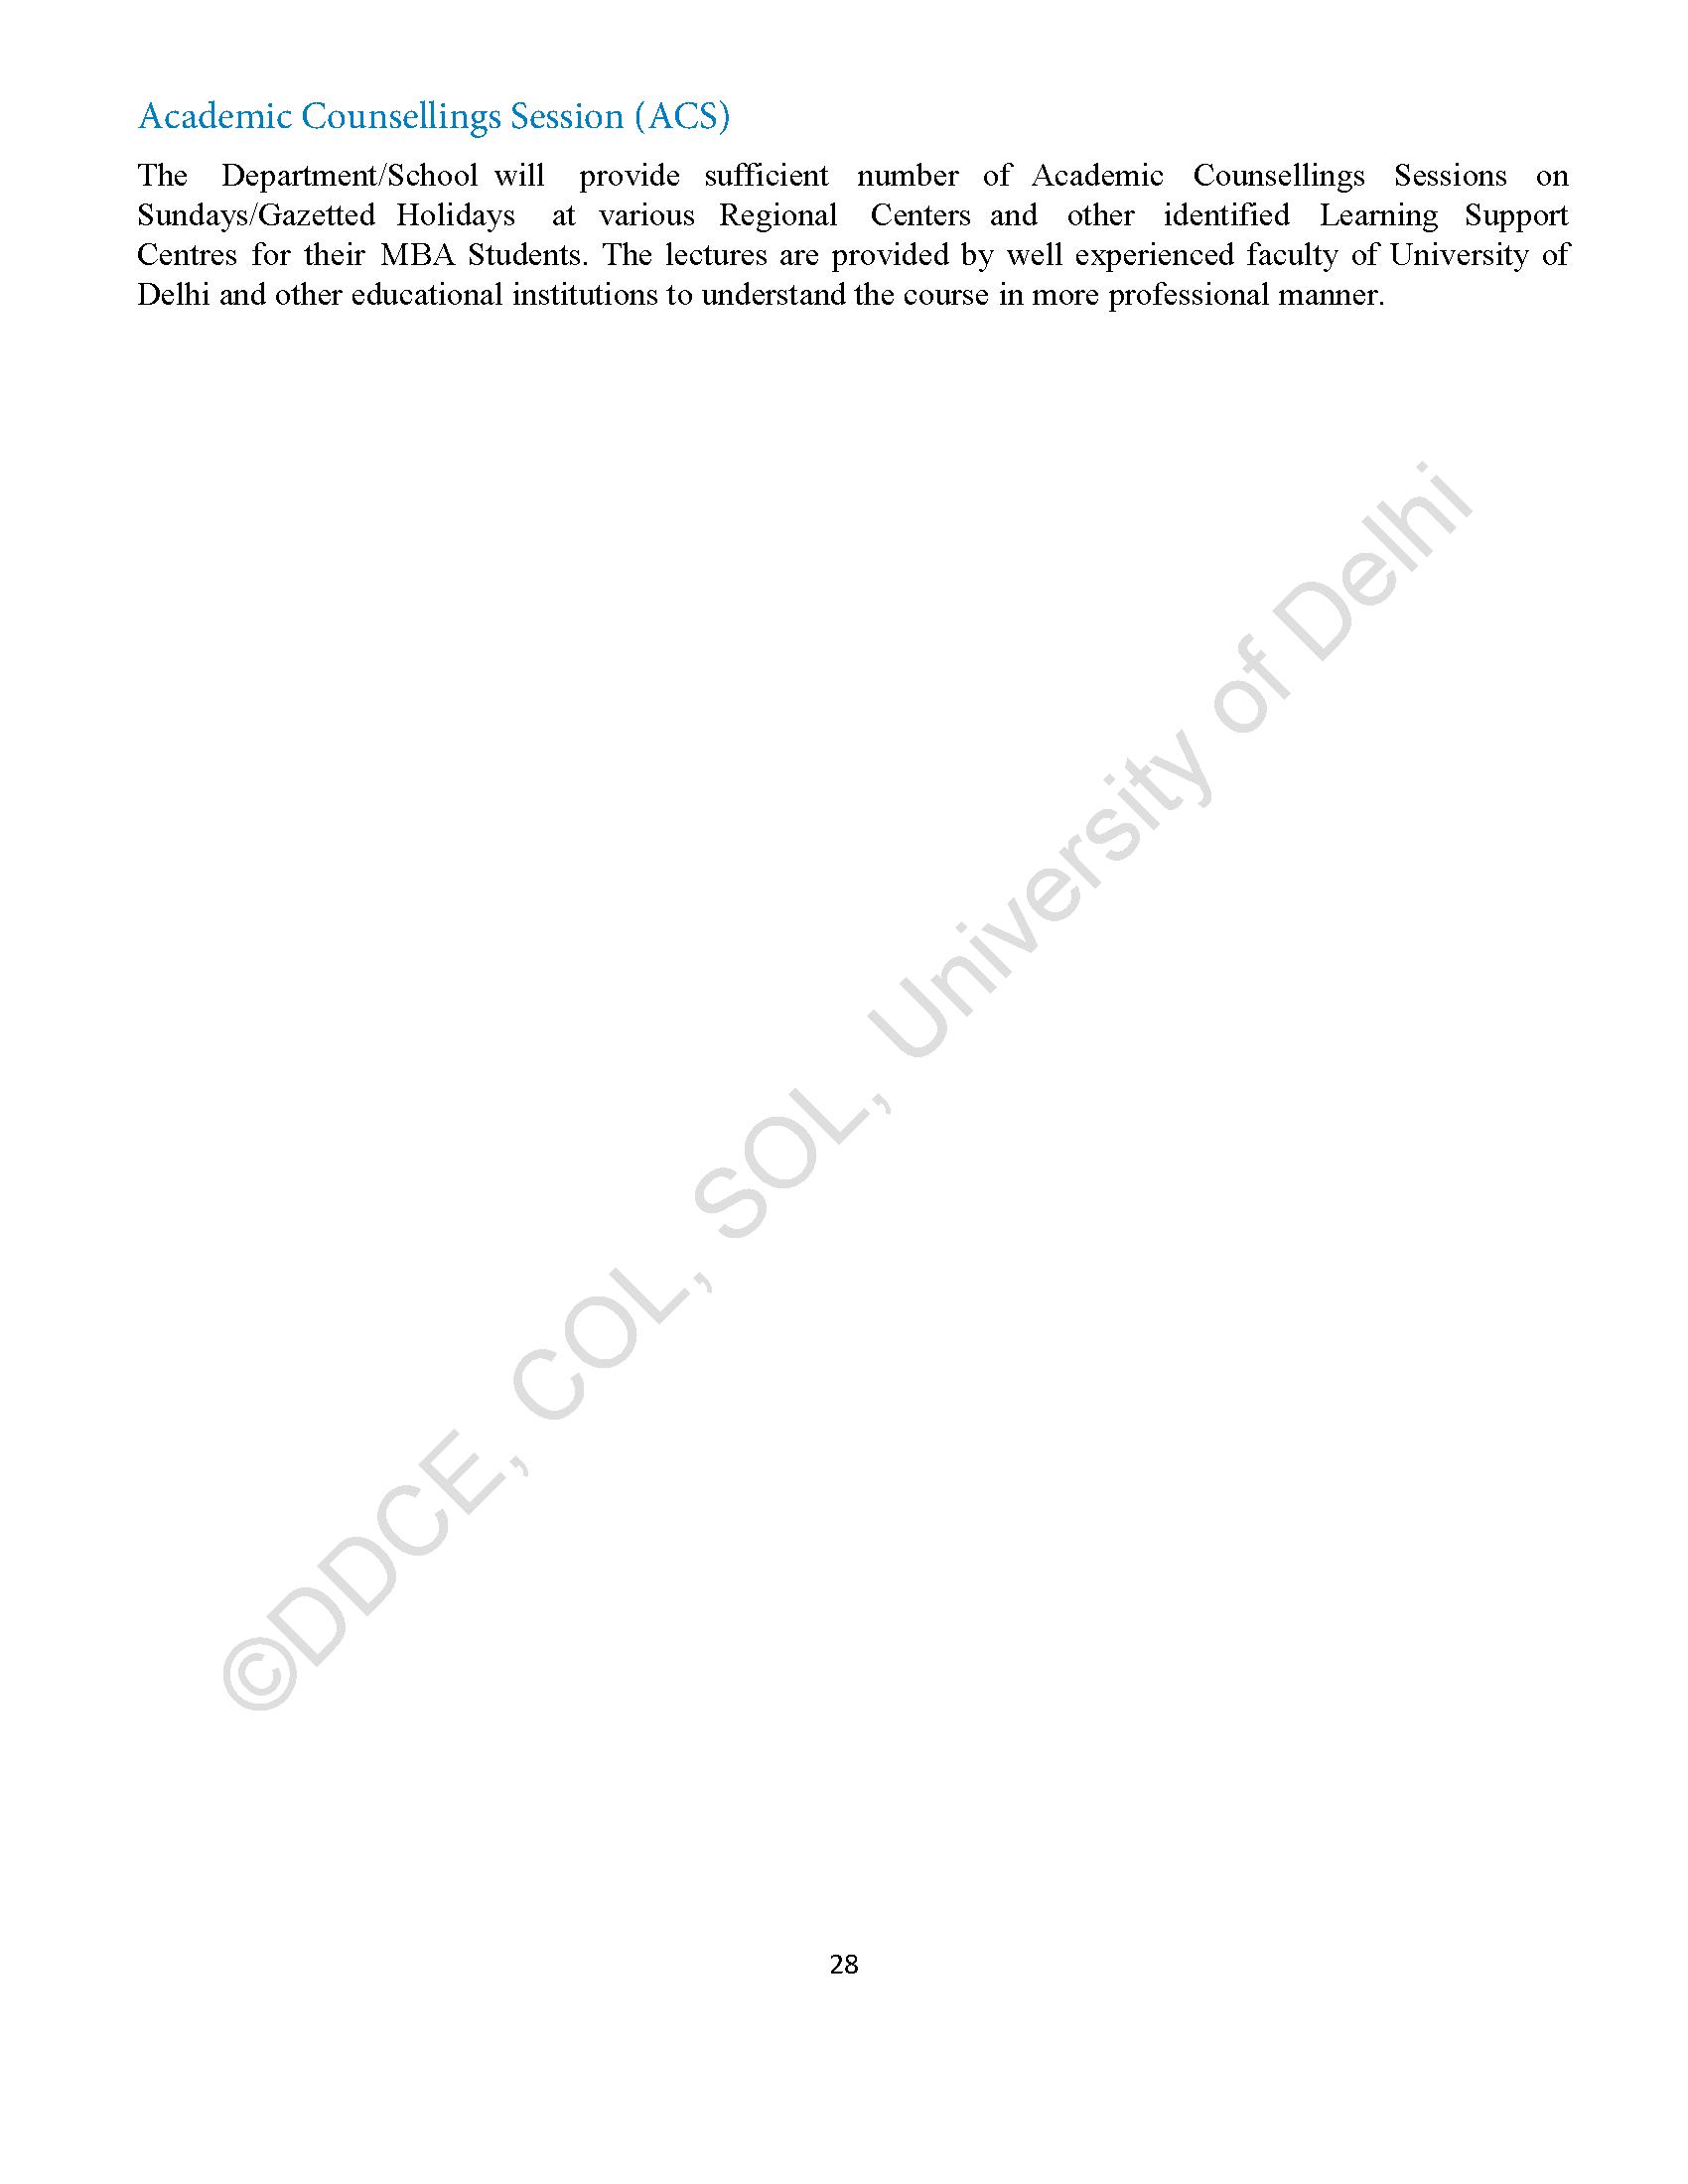 Academic Counsellings Session (ACS)
The Department/School will provide sufficient number of Academic Counsellings Sessions on
Sundays/Gazetted Holidays at various Regional Centers and other identified Learning Support
Centres for their MBA Students. The lectures are provided by well experienced faculty of University of
Delhi and other educational institutions to understand the course in more professional manner.
©DDCE, COL, SOL, University of Delhi
28